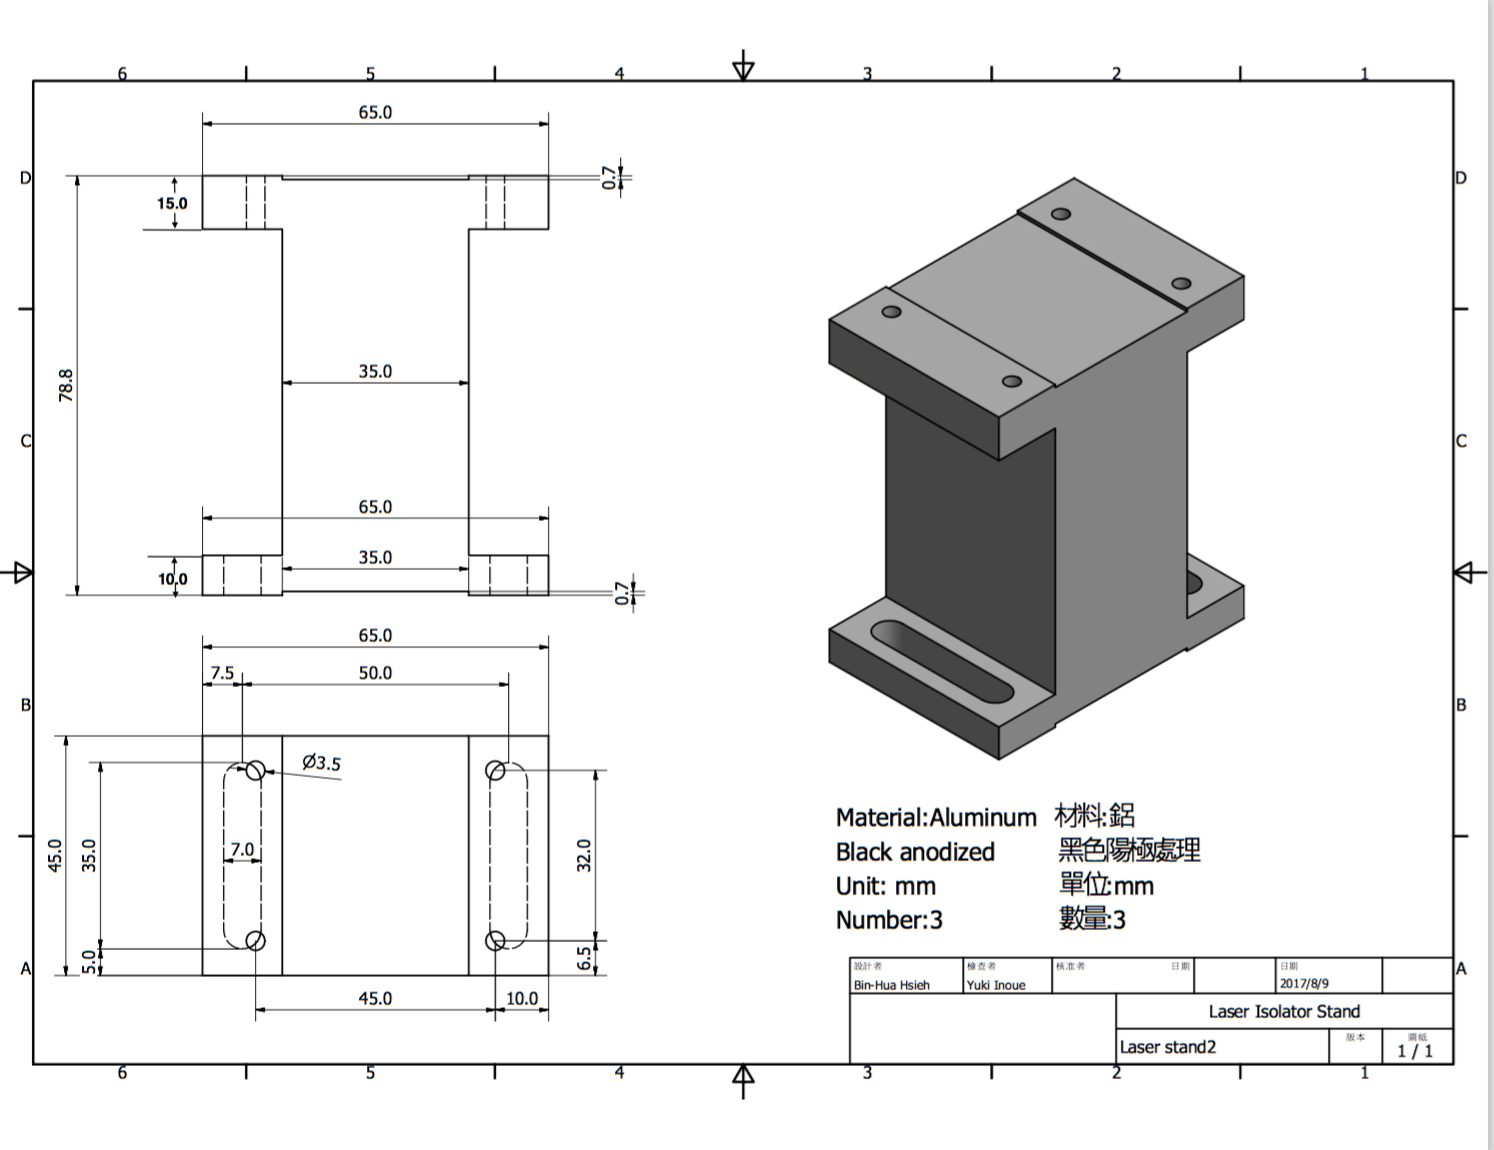 6 5 4 3 2 1
65.0
D 0.7 D
15.0
78.8
35.0
C C
65.0
35.0
10.0
0.7
65.0
7.5 50.0
B B
Ø3.5
45.0 35.0 7.0 32.0
5.0 6.5
A A
45.0 10.0
Material:Aluminum 材料:鋁
Black anodized 黑色陽極處理
Unit: mm 單位:mm
Number:3 數量:3
設計者 檢查者 核准者 日期 日期
Bin-Hua Hsieh Yuki Inoue 2017/8/9
Laser Isolator Stand
版本 圖紙
Laser stand2 1 / 1
6 5 4 3 2 1